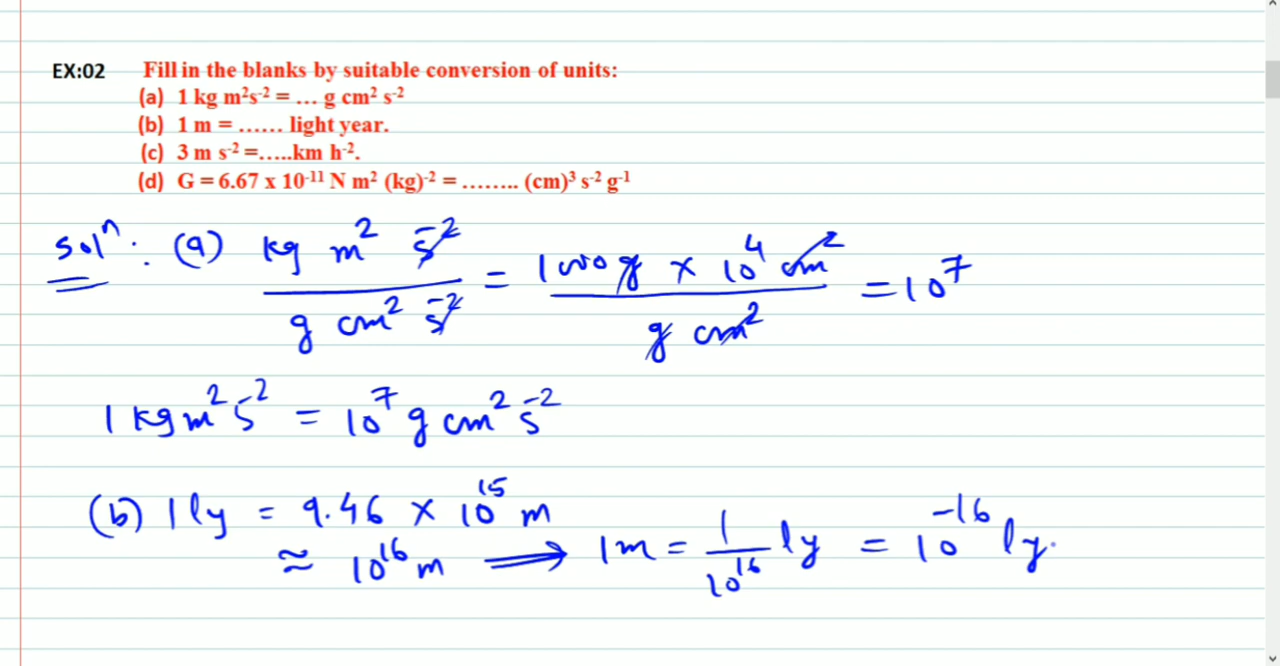 EX:02 Fill in the blanks by suitable conversion of units:
(a) 1 kg m²s⁻² = ... g cm² s⁻²
(b) 1 m = ...... light year.
(c) 3 m s⁻² =.....km h⁻².
(d) G = 6.67 x 10⁻¹¹ N m² (kg)⁻² = ........ (cm)³ s⁻² g⁻¹
Solⁿ: (a) kg m² s⁻² / g cm² s⁻² = 1000 g × 10⁴ cm² / g cm² = 10⁷
1 kg m² s⁻² = 10⁷ g cm² s⁻²
(b) 1 ly = 9.46 × 10¹⁵ m
≈ 10¹⁶ m ⟹ 1m = 1/10¹⁶ ly = 10⁻¹⁶ ly.